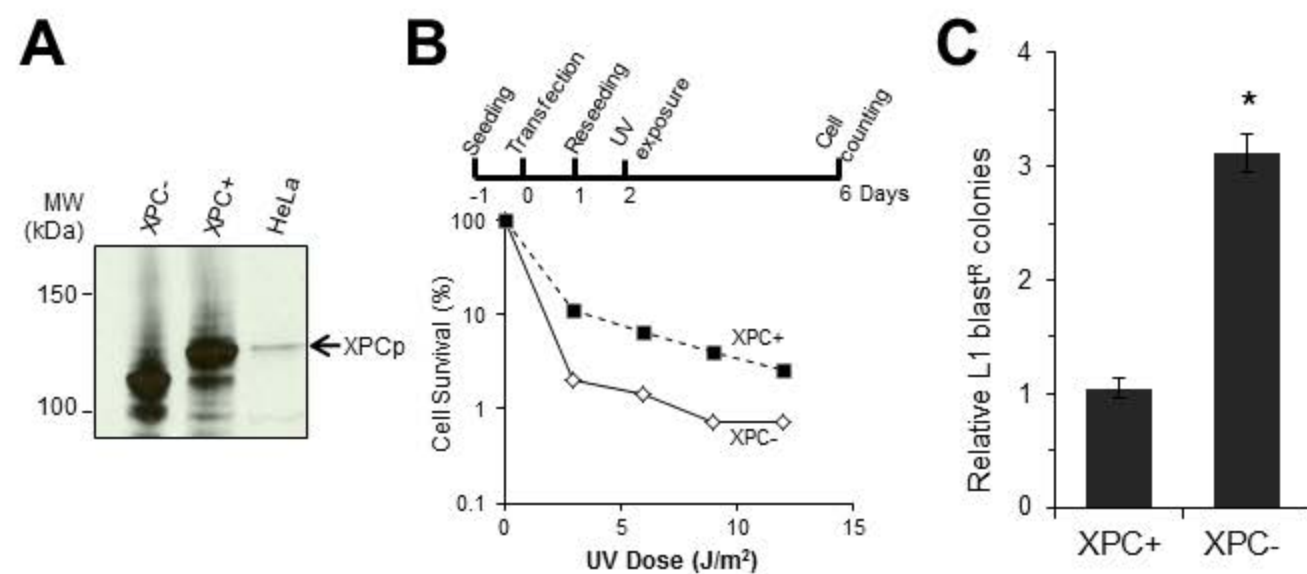 A
MW
(kDa)
XPC-
XPC+
HeLa
150
100
XPCp
B
Seeding
Transfection
Reseeding
UV
exposure
Cell
counting
-1
0
1
2
6 Days
Cell Survival (%)
100
10
1
0.1
XPC+
XPC-
0
5
10
15
UV Dose (J/m²)
C
Relative L1 blastᴿ colonies
4
3
2
1
0
*
XPC+
XPC-